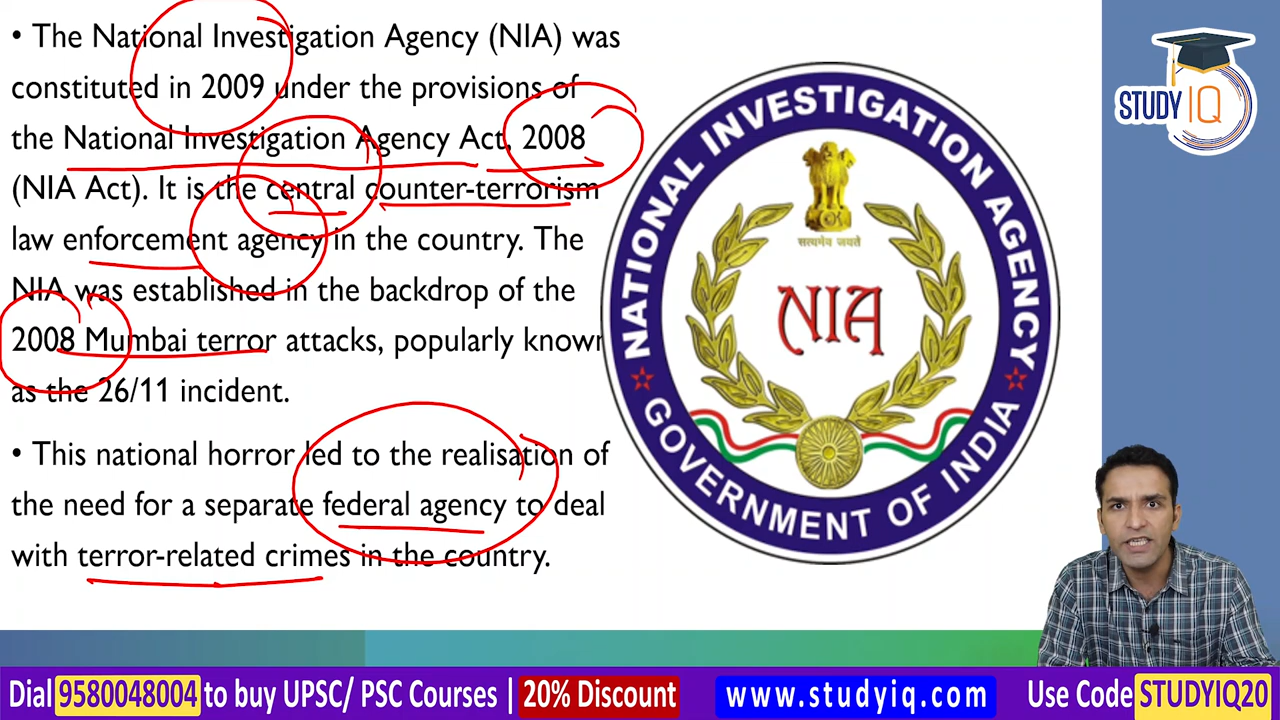 • The National Investigation Agency (NIA) was
constituted in 2009 under the provisions of
the National Investigation Agency Act, 2008
(NIA Act). It is the central counter-terrorism
law enforcement agency in the country. The
NIA was established in the backdrop of the
2008 Mumbai terror attacks, popularly known
as the 26/11 incident.
• This national horror led to the realisation of
the need for a separate federal agency to deal
with terror-related crimes in the country.
NATIONAL INVESTIGATION AGENCY
सत्यमेव जयते
NIA
GOVERNMENT OF INDIA
STUDY IQ
Dial 9580048004 to buy UPSC/ PSC Courses | 20% Discount
www.studyiq.com
Use Code STUDYIQ20